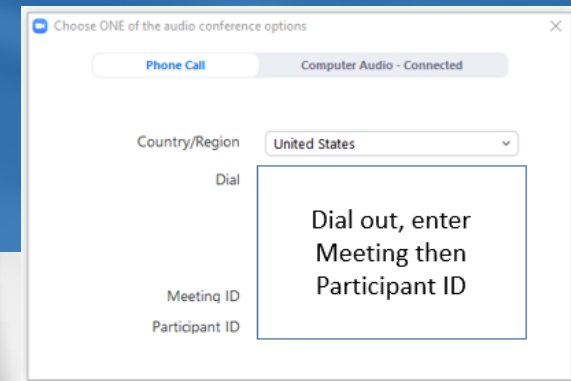 Choose ONE of the audio conference options
Phone Call
Computer Audio - Connected
Country/Region
United States
Dial
Dial out, enter
Meeting then
Participant ID
Meeting ID
Participant ID